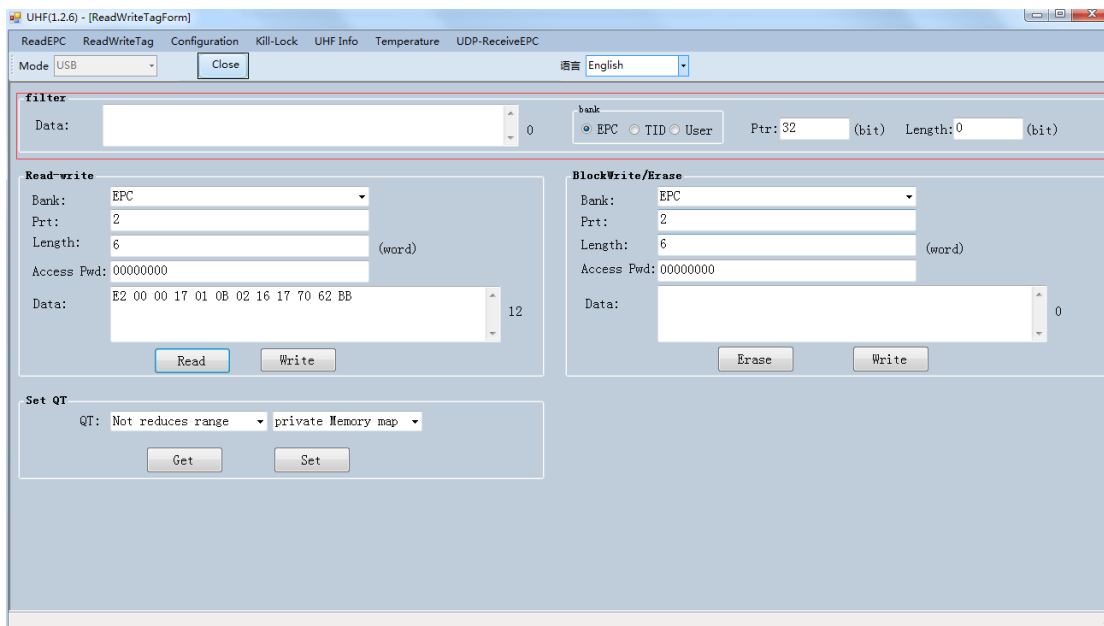 UHF(1.2.6) - [ReadWriteTagForm]
ReadEPC ReadWriteTag Configuration Kill-Lock UHF Info Temperature UDP-ReceiveEPC
Mode USB Close 语言 English
filter
Data: 0
bank
EPC TID User Ptr: 32 (bit) Length: 0 (bit)
Read-write
Bank: EPC
Prt: 2
Length: 6 (word)
Access Pwd: 00000000
Data: E2 00 00 17 01 0B 02 16 17 70 62 BB 12
Read Write
BlockWrite/Erase
Bank: EPC
Prt: 2
Length: 6 (word)
Access Pwd: 00000000
Data: 0
Erase Write
Set QT
QT: Not reduces range private Memory map
Get Set